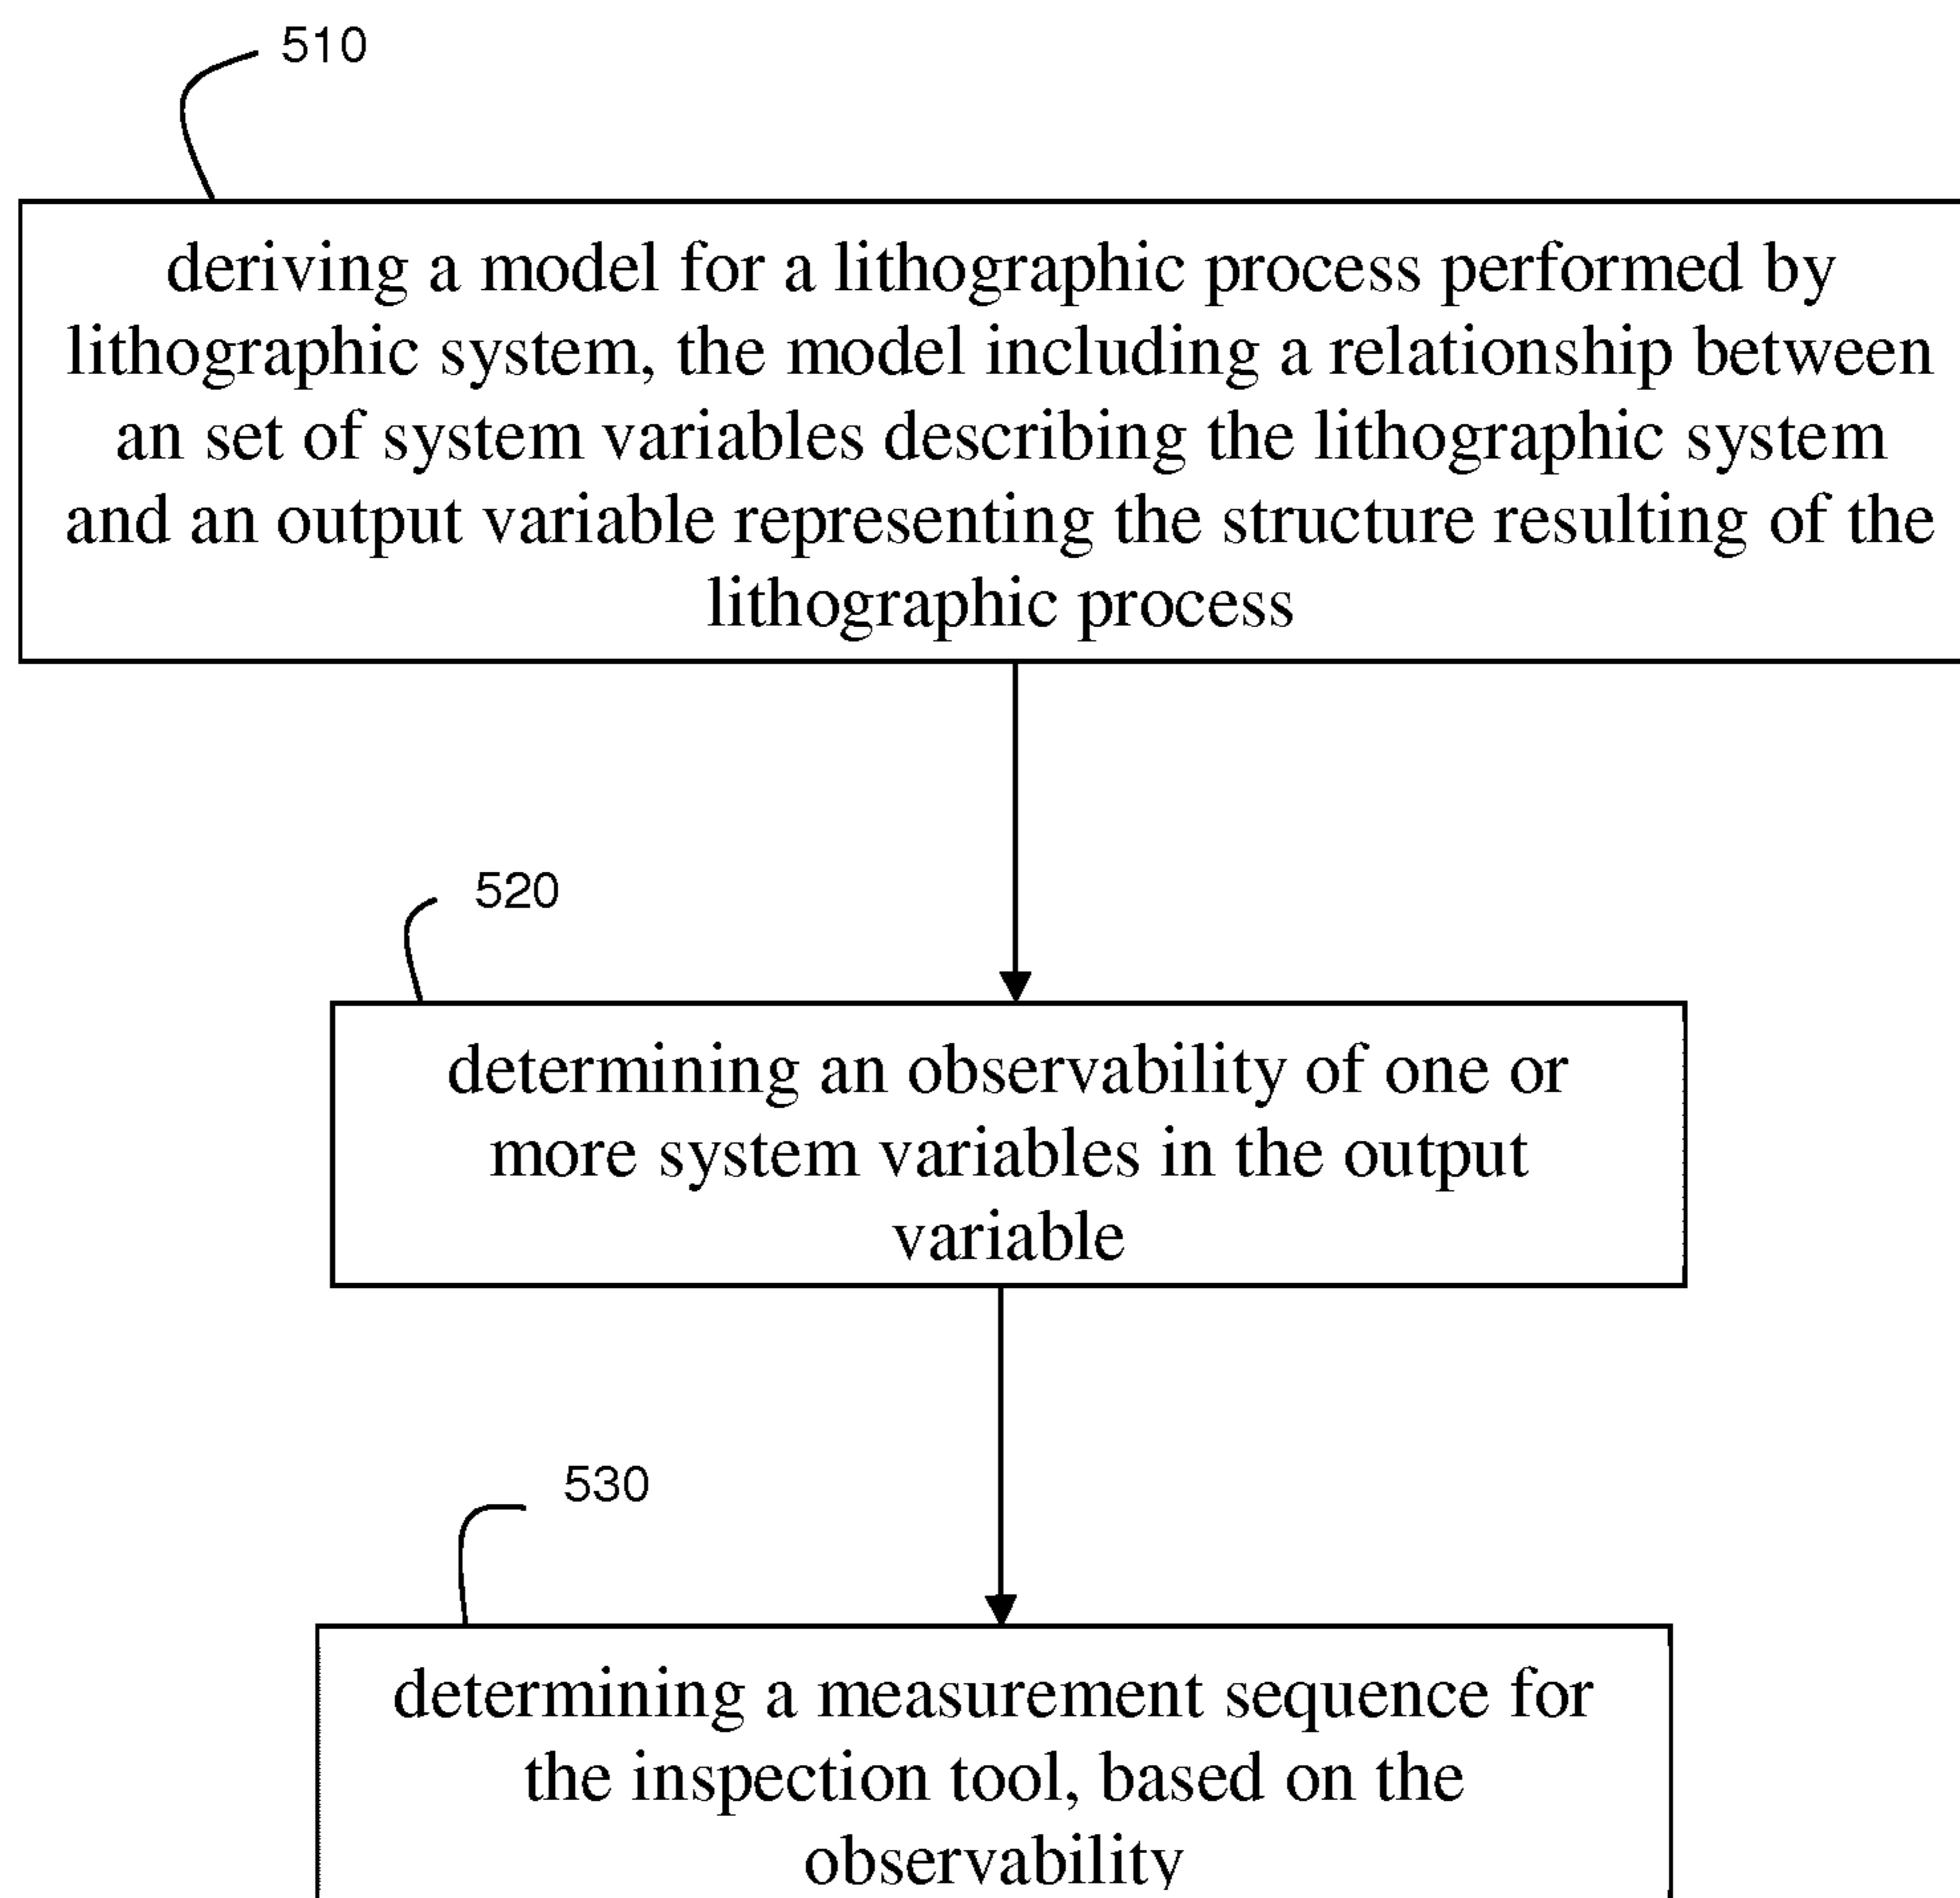 510
deriving a model for a lithographic process performed by
lithographic system, the model including a relationship between
an set of system variables describing the lithographic system
and an output variable representing the structure resulting of the
lithographic process
520
determining an observability of one or
more system variables in the output
variable
530
determining a measurement sequence for
the inspection tool, based on the
observability